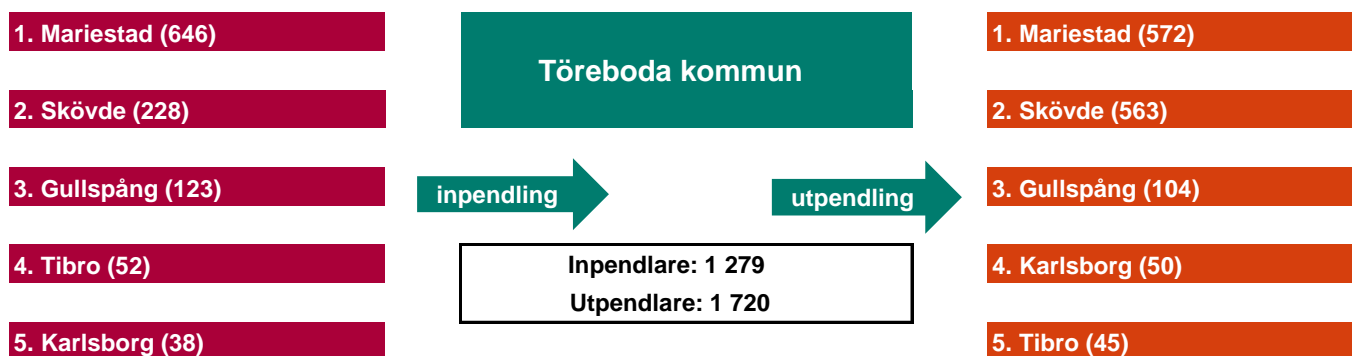 1. Mariestad (646)
2. Skövde (228)
3. Gullspång (123)
4. Tibro (52)
5. Karlsborg (38)
Töreboda kommun
inpendling
utpendling
Inpendlare: 1 279
Utpendlare: 1 720
1. Mariestad (572)
2. Skövde (563)
3. Gullspång (104)
4. Karlsborg (50)
5. Tibro (45)